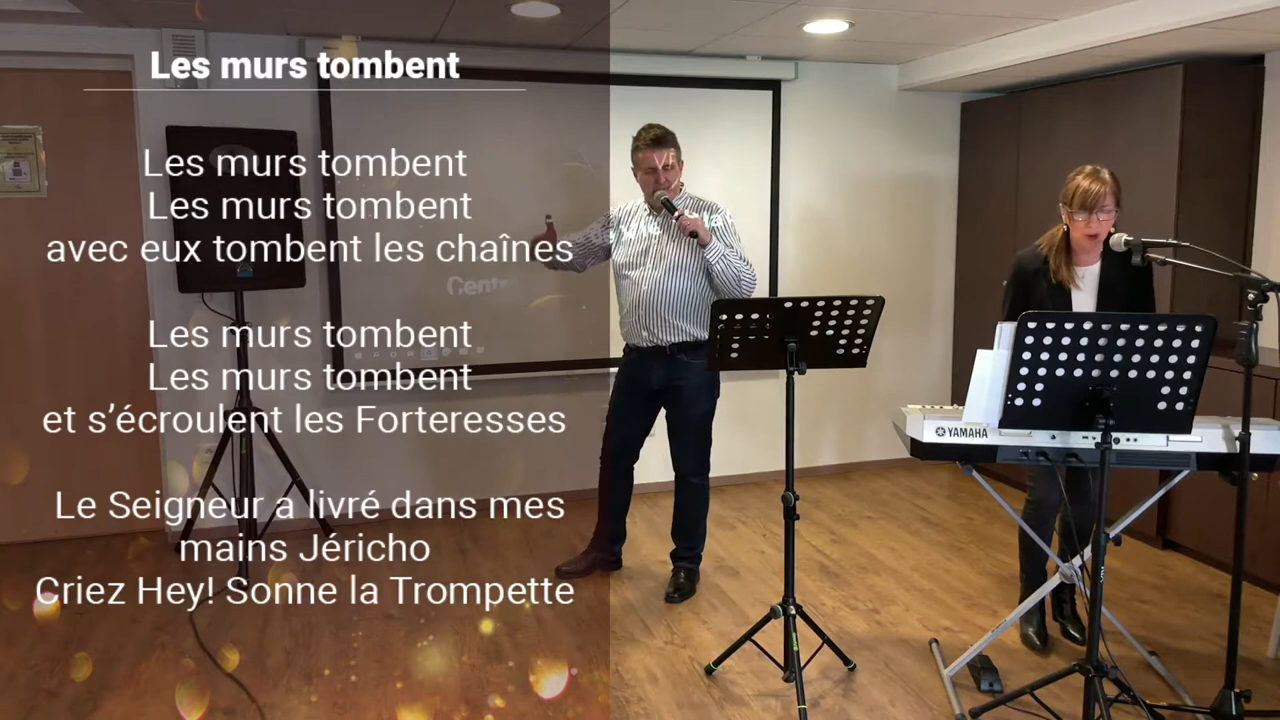 Les murs tombent
Les murs tombent
Les murs tombent
avec eux tombent les chaînes
Les murs tombent
Les murs tombent
et s’écroulent les Forteresses
Le Seigneur a livré dans mes
mains Jéricho
Criez Hey! Sonne la Trompette
YAMAHA